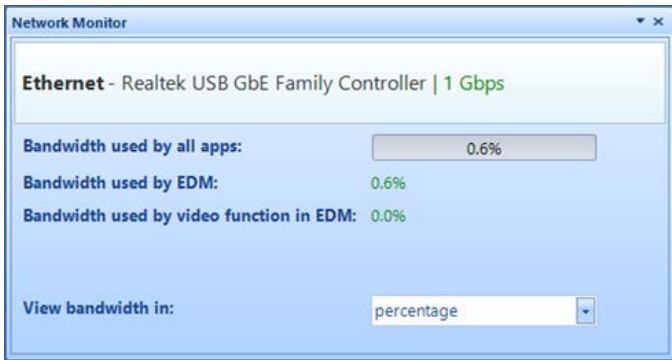 Network Monitor
Ethernet - Realtek USB GbE Family Controller | 1 Gbps
Bandwidth used by all apps: 0.6%
Bandwidth used by EDM: 0.6%
Bandwidth used by video function in EDM: 0.0%
View bandwidth in: percentage